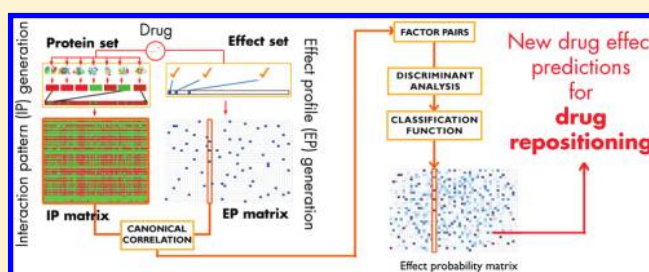 Drug
Protein set
Effect set
Interaction pattern (IP) generation
Effect profile (EP) generation
IP matrix
EP matrix
CANONICAL
CORRELATION
FACTOR PAIRS
DISCRIMINANT
ANALYSIS
CLASSIFICATION
FUNCTION
Effect probability matrix
New drug effect
predictions
for
drug
repositioning